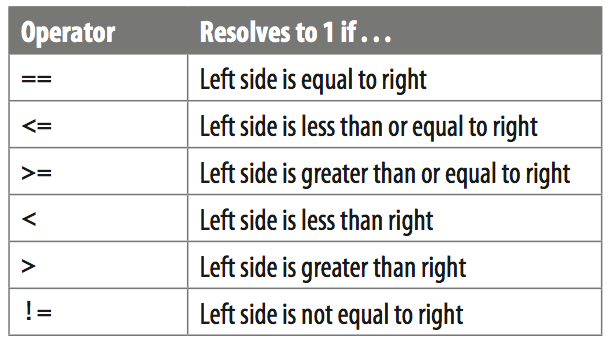 Operator Resolves to 1 if . . .
== Left side is equal to right
<= Left side is less than or equal to right
>= Left side is greater than or equal to right
< Left side is less than right
> Left side is greater than right
!= Left side is not equal to right